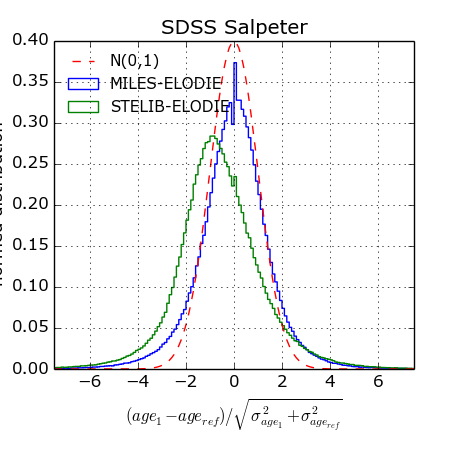 SDSS Salpeter
0.40
0.35
0.30
0.25
0.20
0.15
0.10
0.05
0.00
N(0,1)
MILES-ELODIE
STELIB-ELODIE
−6 −4 −2 0 2 4 6
(age₁−age_ref)/√σ²_age₁+σ²_age_ref